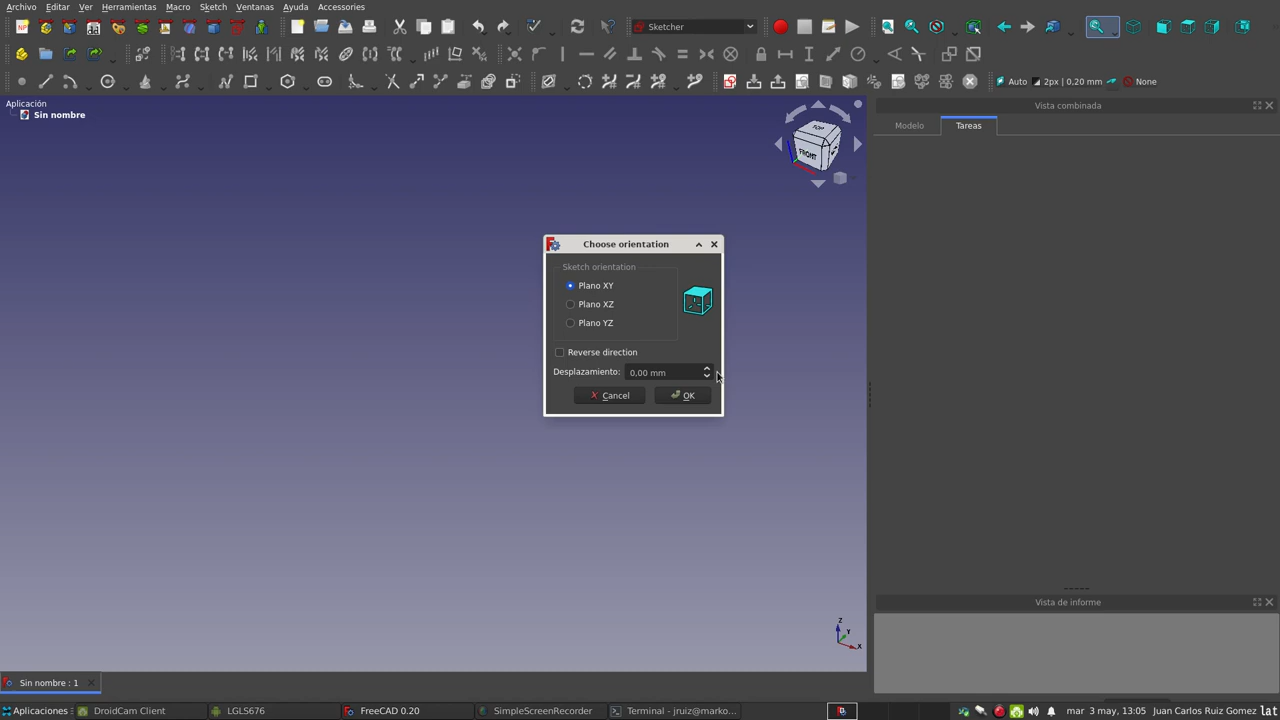 Archivo Editar Ver Herramientas Macro Sketch Ventanas Ayuda Accessories
Sketcher
Auto 2px | 0.20 mm None
Aplicación
Sin nombre
TOP
FRONT
Vista combinada
Modelo Tareas
Choose orientation
Sketch orientation
Plano XY
Plano XZ
Plano YZ
Reverse direction
Desplazamiento: 0,00 mm
Cancel OK
Vista de informe
Z
Y
X
Sin nombre : 1
Aplicaciones DroidCam Client LGLS676 FreeCAD 0.20 SimpleScreenRecorder Terminal - jruiz@marko... mar 3 may, 13:05 Juan Carlos Ruiz Gomez lat